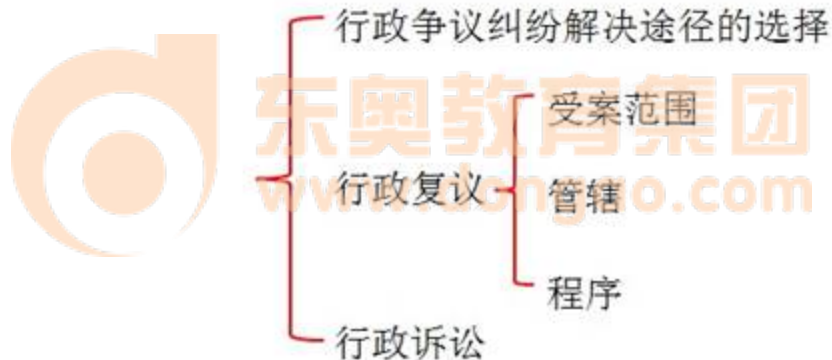 行政争议纠纷解决途径的选择
东奥教育集团
受案范围
行政复议
www.dongao.com
管辖
程序
行政诉讼